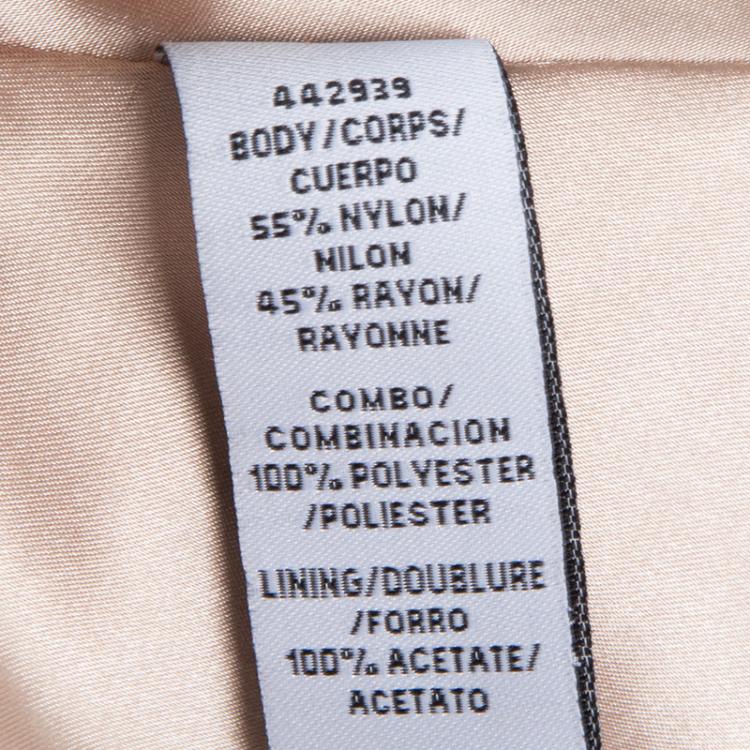 442939
BODY/CORPS/
CUERPO
55% NYLON/
NILON
45% RAYON/
RAYONNE
COMBO/
COMBINACION
100% POLYESTER
/POLIESTER
LINING/DOUBLURE
/FORRO
100% ACETATE/
ACETATO